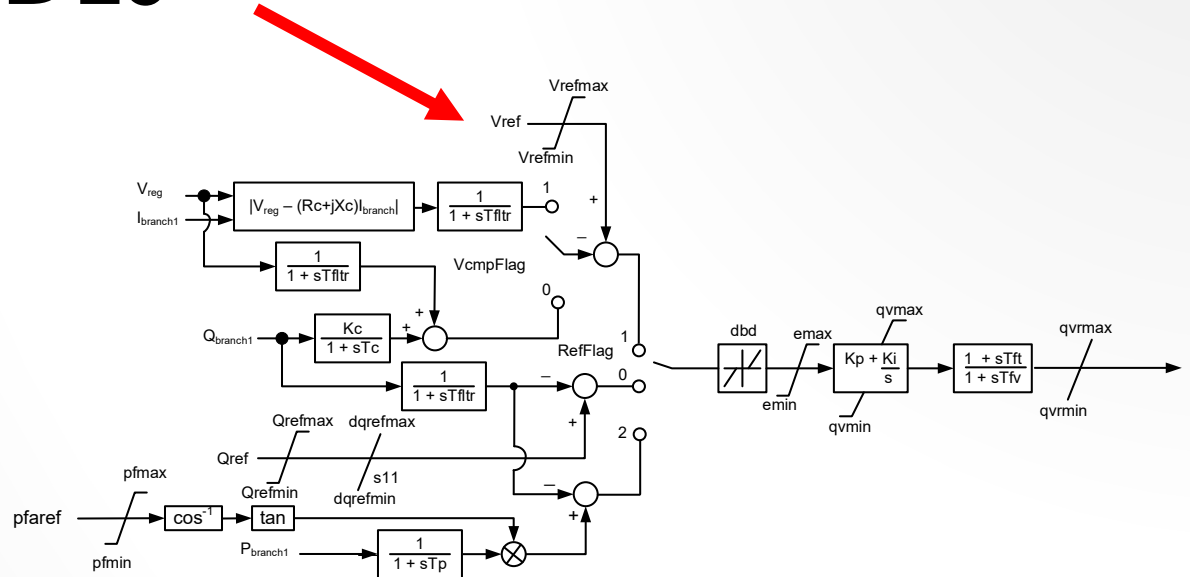 Vrefmax
Vref
Vrefmin
Vreg
Ibranch1
|Vreg – (Rc+jXc)Ibranch|
1
1 + sTfltr
1
+
–
1
1 + sTfltr
VcmpFlag
0
+
+
Qbranch1
Kc
1 + sTc
RefFlag
1
0
2
1
1 + sTfltr
–
+
Qrefmax
dqrefmax
Qref
s11
Qrefmin
dqrefmin
pfmax
pfaref
pfmin
cos-1
tan
–
+
Pbranch1
1
1 + sTp
dbd
emax
emin
qvmax
Kp + Ki
s
qvmin
1 + sTft
1 + sTfv
qvrmax
qvrmin